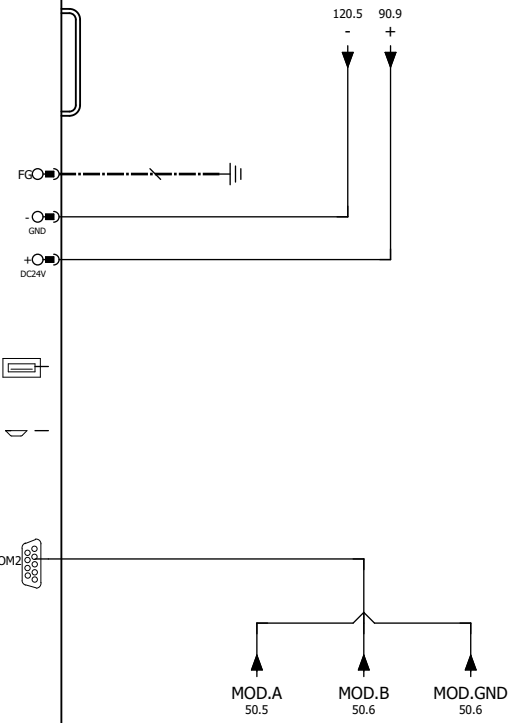 120.5 90.9
- +
FG
-
GND
+
DC24V
OM2
MOD.A MOD.B MOD.GND
50.5 50.6 50.6